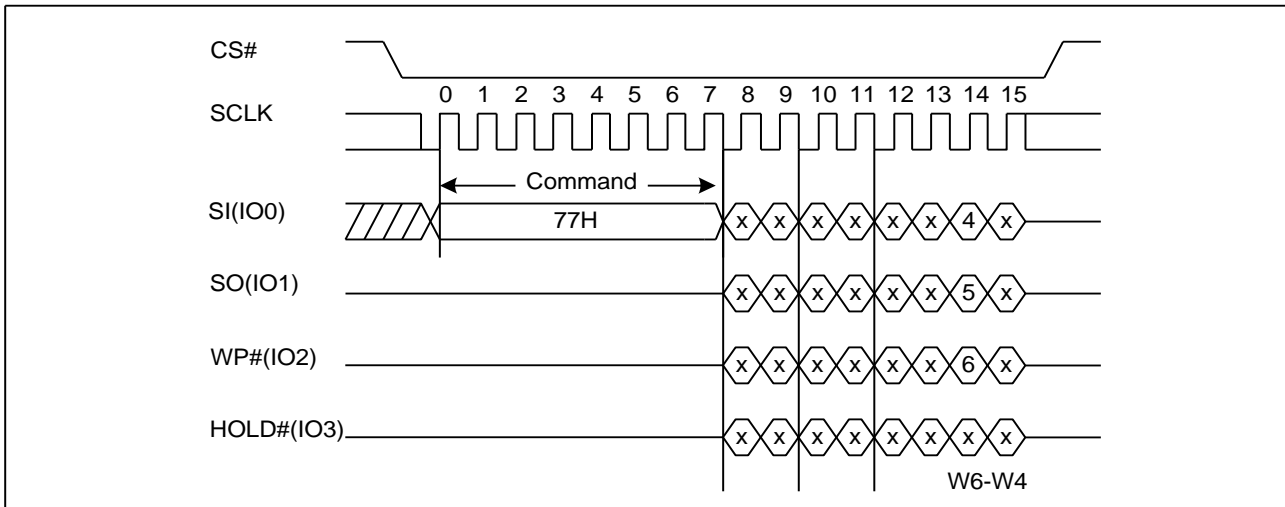 CS#
0 1 2 3 4 5 6 7 8 9 10 11 12 13 14 15
SCLK
Command
SI(IO0) 77H x x x x x x 4 x
SO(IO1) x x x x x x 5 x
WP#(IO2) x x x x x x 6 x
HOLD#(IO3) x x x x x x x x
W6-W4